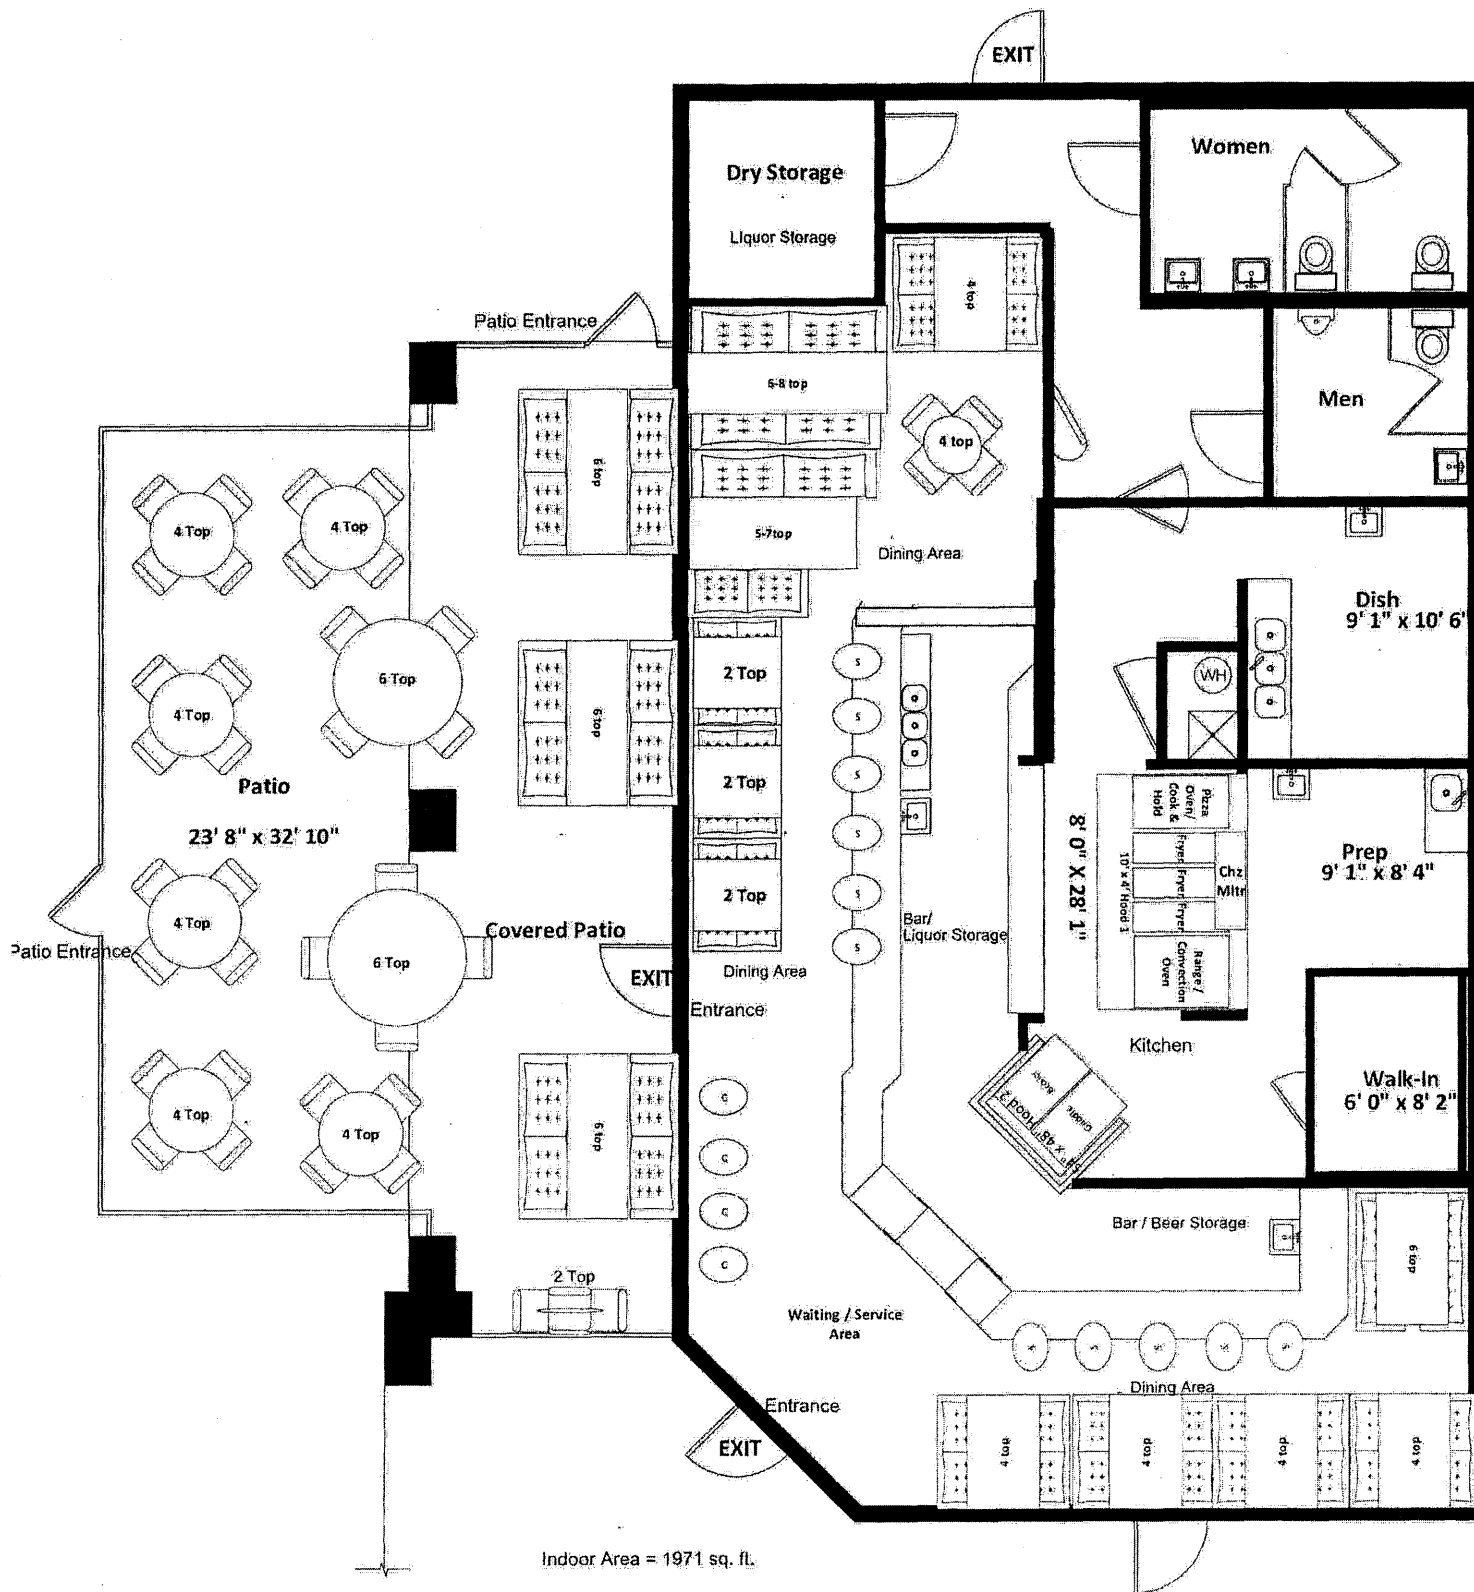 EXIT
Women
Dry Storage
Liquor Storage
4 top
Patio Entrance
6-8 top
Men
4 top
6 top
4 Top
4 Top
5-7top
Dining Area
Dish
9' 1" x 10' 6"
6 Top
2 Top
S
WH
4 Top
6 top
S
Patio
2 Top
S
Pizza
Oven/
Cook &
Hold
23' 8" x 32' 10"
S
8' 0" X 28' 1"
10' x 4' Hood 1
Fryer
Fryer
Fryer
Chz
Mltr
Prep
9' 1" x 8' 4"
2 Top
S
4 Top
Covered Patio
Bar/
Liquor Storage
S
Patio Entrance
6 Top
EXIT
Dining Area
Range /
Convection
Oven
Entrance
Kitchen
Walk-In
6' 0" x 8' 2"
G
4 Top
4 Top
6 top
x 48" Hood 2
Griddle
G
G
Bar / Beer Storage
6 top
G
2 Top
Waiting / Service
Area
S
S
S
S
S
Dining Area
Entrance
EXIT
4 top
4 top
4 top
4 top
Indoor Area = 1971 sq. ft.